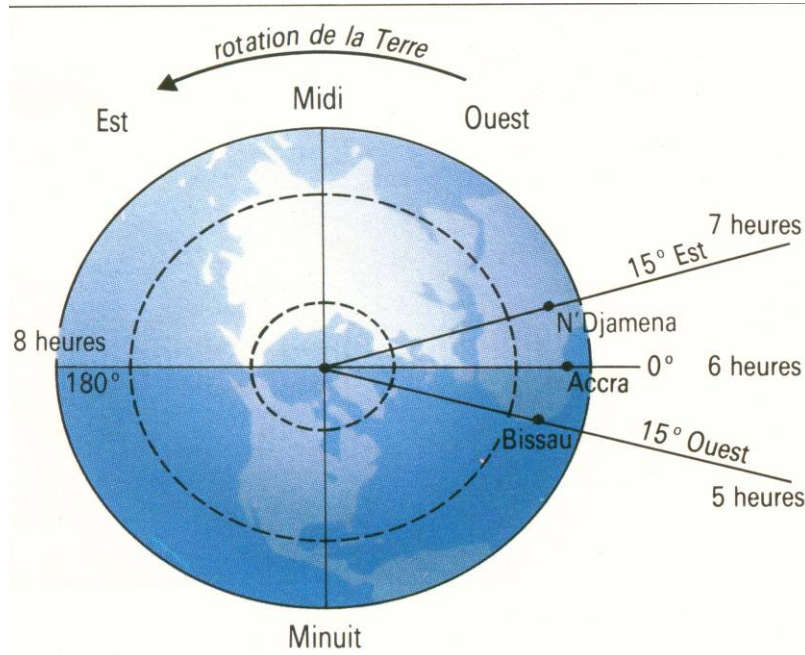 rotation de la Terre
Est
Midi
Ouest
7 heures
15° Est
N'Djamena
8 heures
180°
Accra
0°
6 heures
Bissau
15° Ouest
5 heures
Minuit